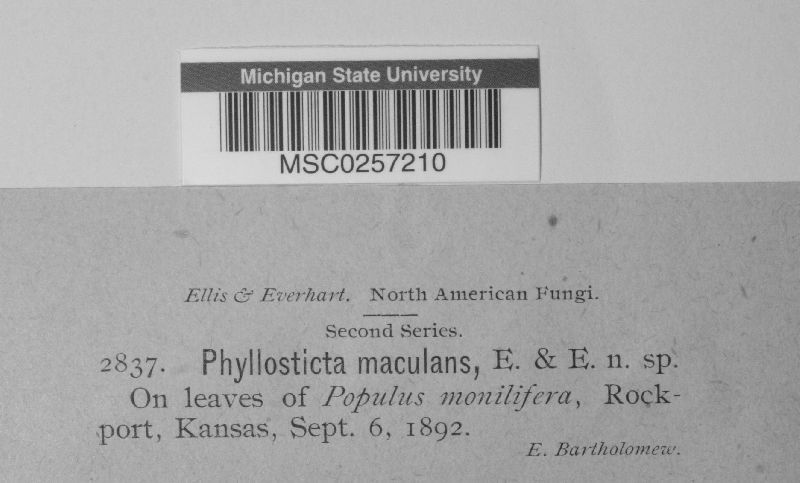 Michigan State University
MSC0257210
Ellis & Everhart. North American Fungi.
Second Series.
2837. Phyllosticta maculans, E. & E. n. sp.
On leaves of Populus monilifera, Rock-
port, Kansas, Sept. 6, 1892.
E. Bartholomew.